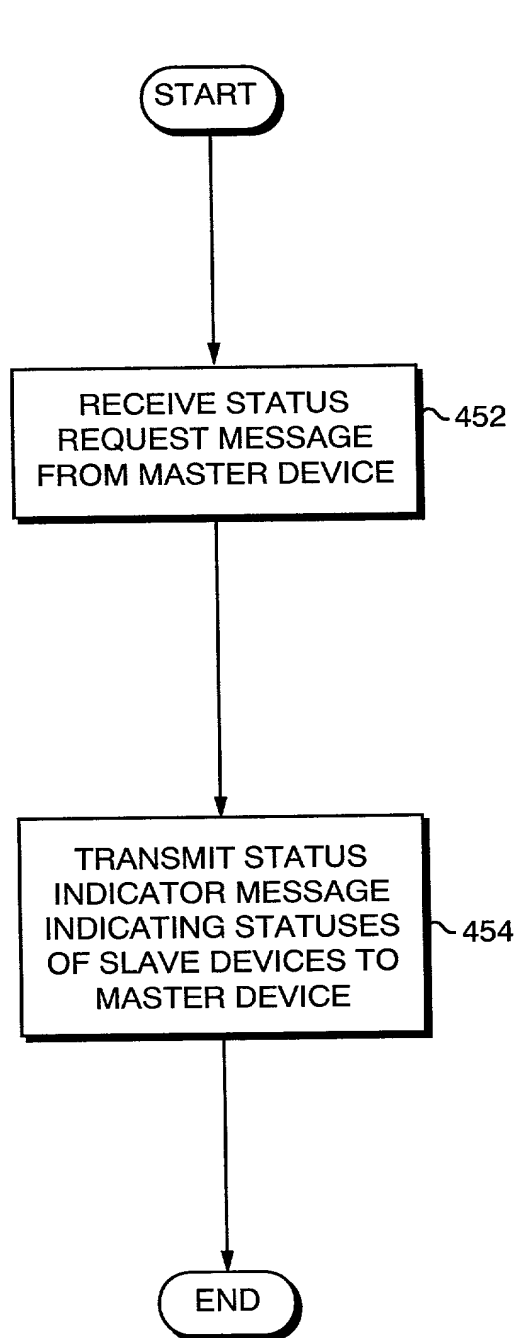 START
RECEIVE STATUS
REQUEST MESSAGE
FROM MASTER DEVICE
452
TRANSMIT STATUS
INDICATOR MESSAGE
INDICATING STATUSES
OF SLAVE DEVICES TO
MASTER DEVICE
454
END